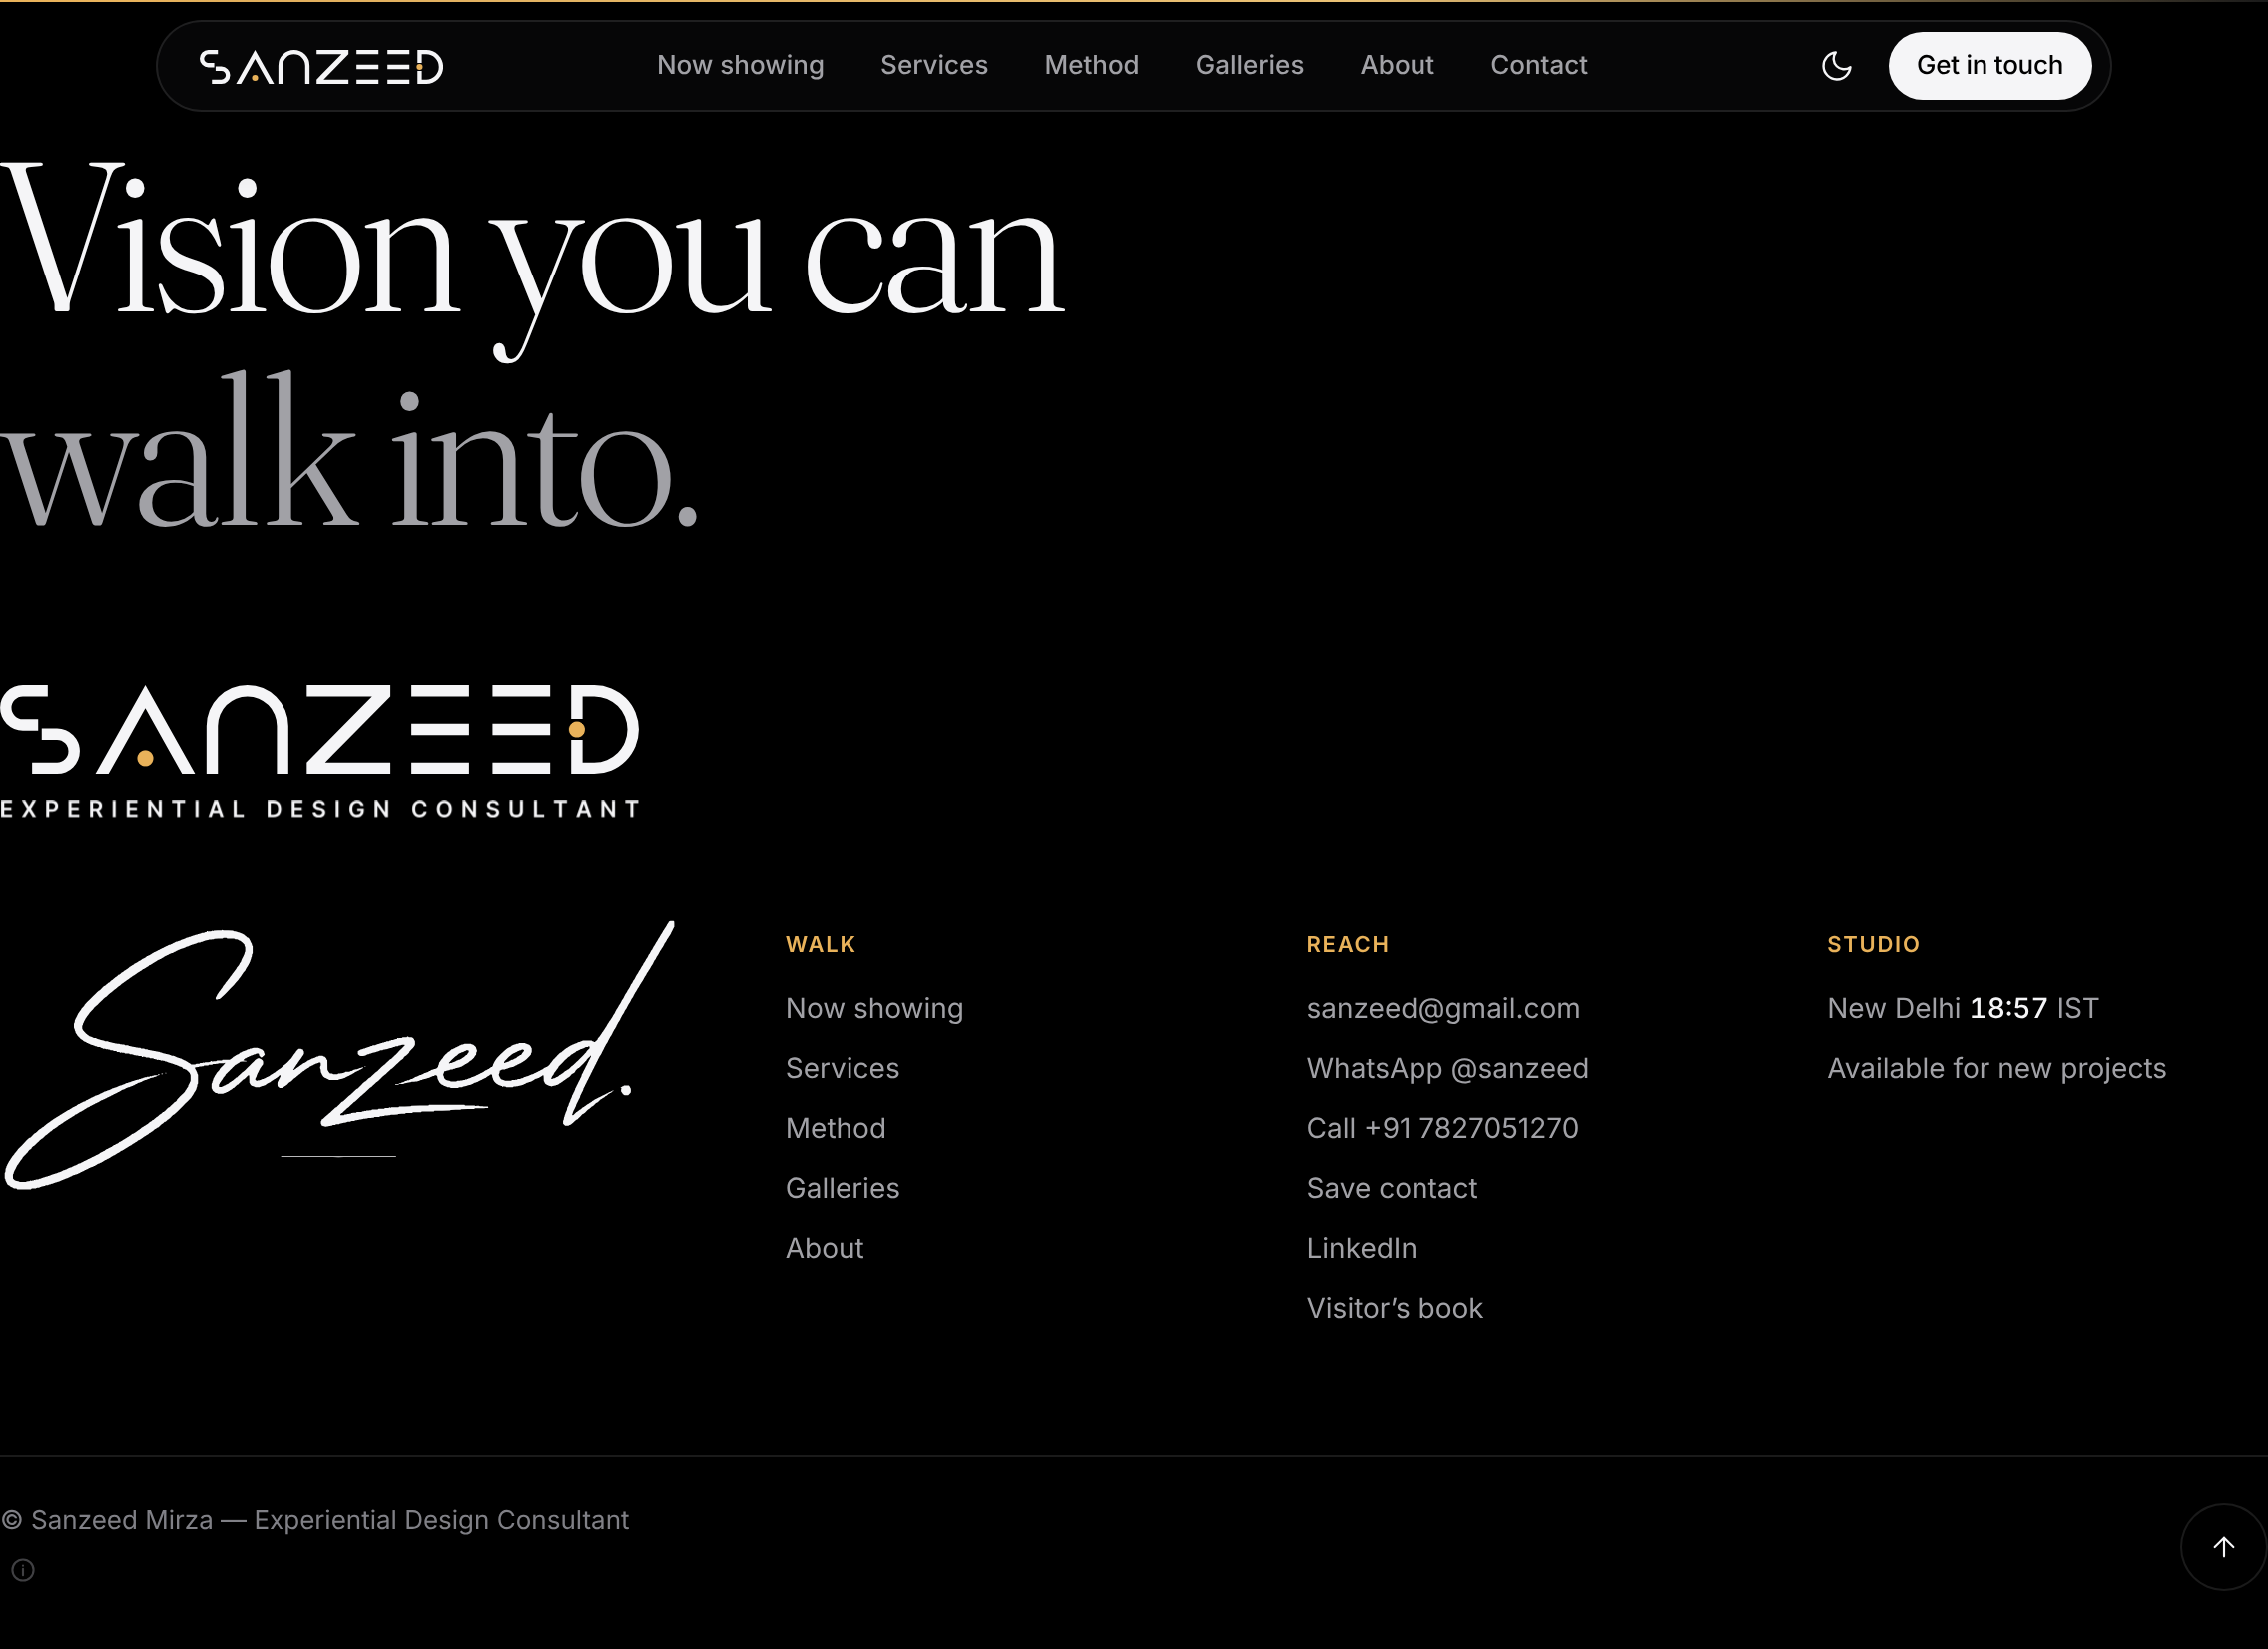 SANZEED
Now showing
Services
Method
Galleries
About
Contact
Get in touch
Vision you can
walk into.
SANZEED
EXPERIENTIAL DESIGN CONSULTANT
Sanzeed.
WALK
Now showing
Services
Method
Galleries
About
REACH
sanzeed@gmail.com
WhatsApp @sanzeed
Call +91 7827051270
Save contact
LinkedIn
Visitor’s book
STUDIO
New Delhi 18:57 IST
Available for new projects
© Sanzeed Mirza — Experiential Design Consultant